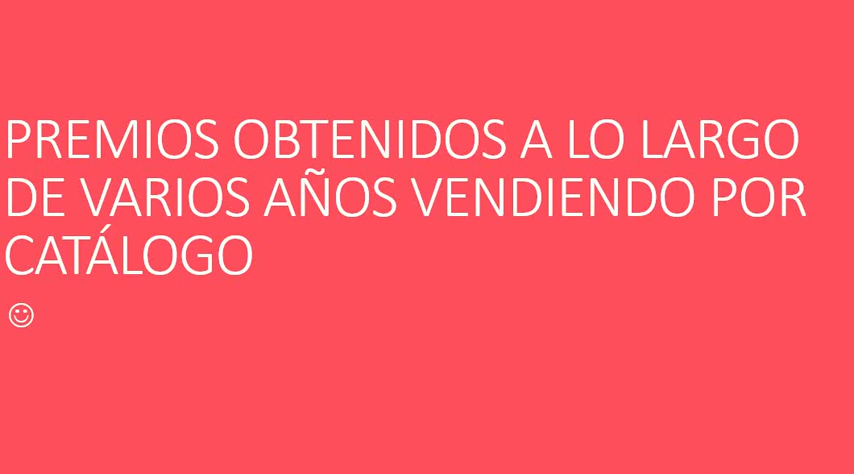 PREMIOS OBTENIDOS A LO LARGO
DE VARIOS AÑOS VENDIENDO POR
CATÁLOGO
☺